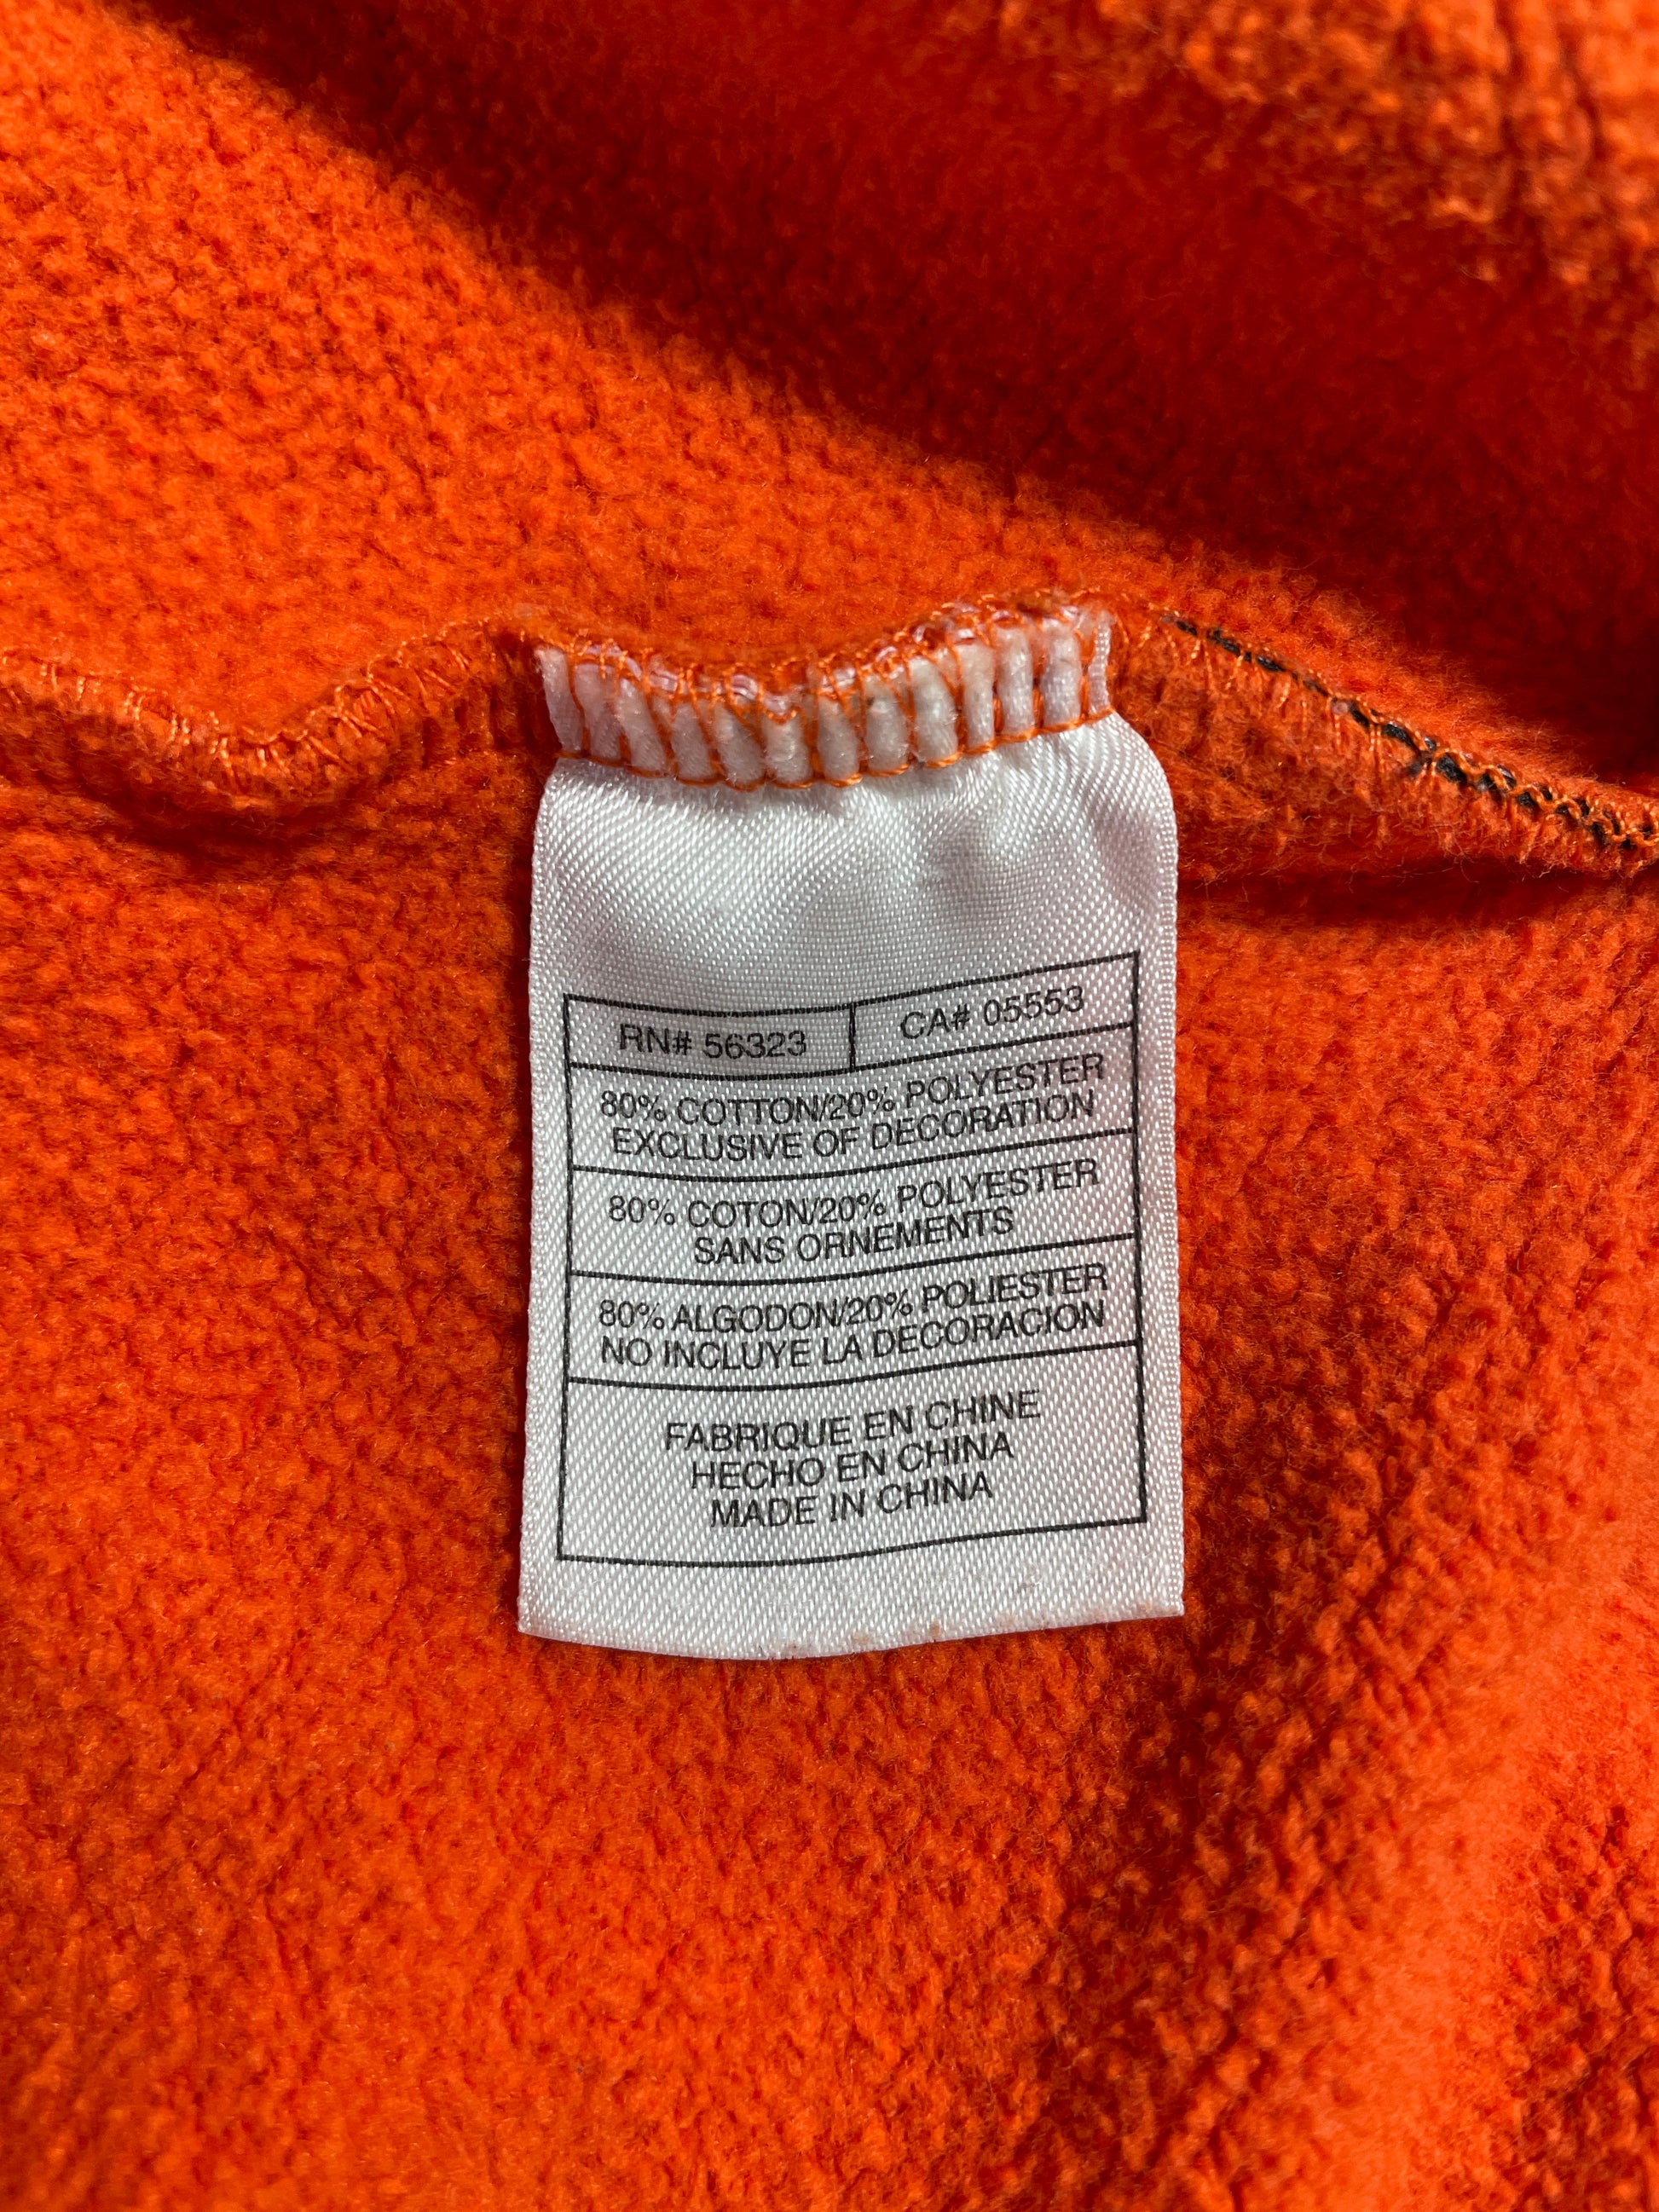 RN# 56323 CA# 05553
80% COTTON/20% POLYESTER
EXCLUSIVE OF DECORATION
80% COTON/20% POLYESTER
SANS ORNEMENTS
80% ALGODON/20% POLIESTER
NO INCLUYE LA DECORACION
FABRIQUE EN CHINE
HECHO EN CHINA
MADE IN CHINA